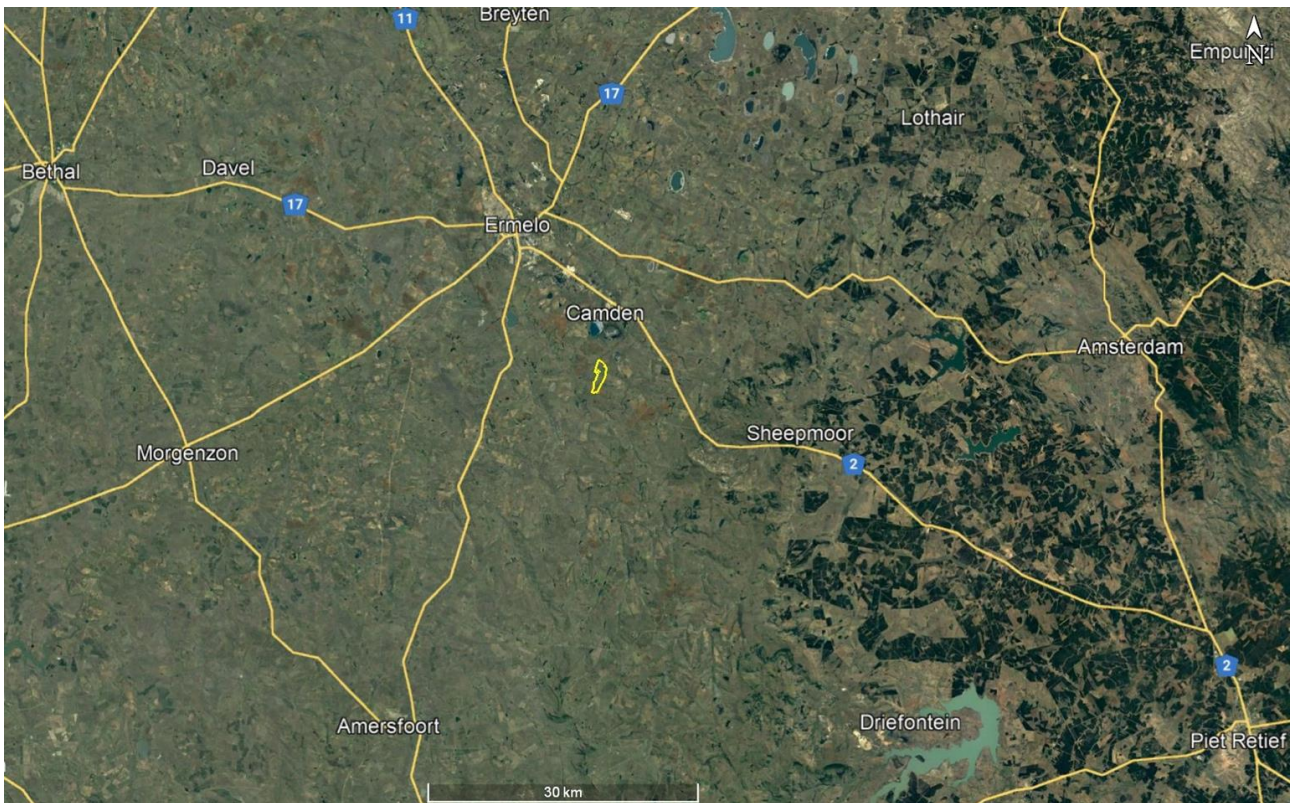 11
Breyten
N
Empuluzi
17
Lothair
Bethal
Davel
17
Ermelo
Camden
Amsterdam
Sheepmoor
2
Morgenzon
2
Amersfoort
Driefontein
Piet Retief
30 km